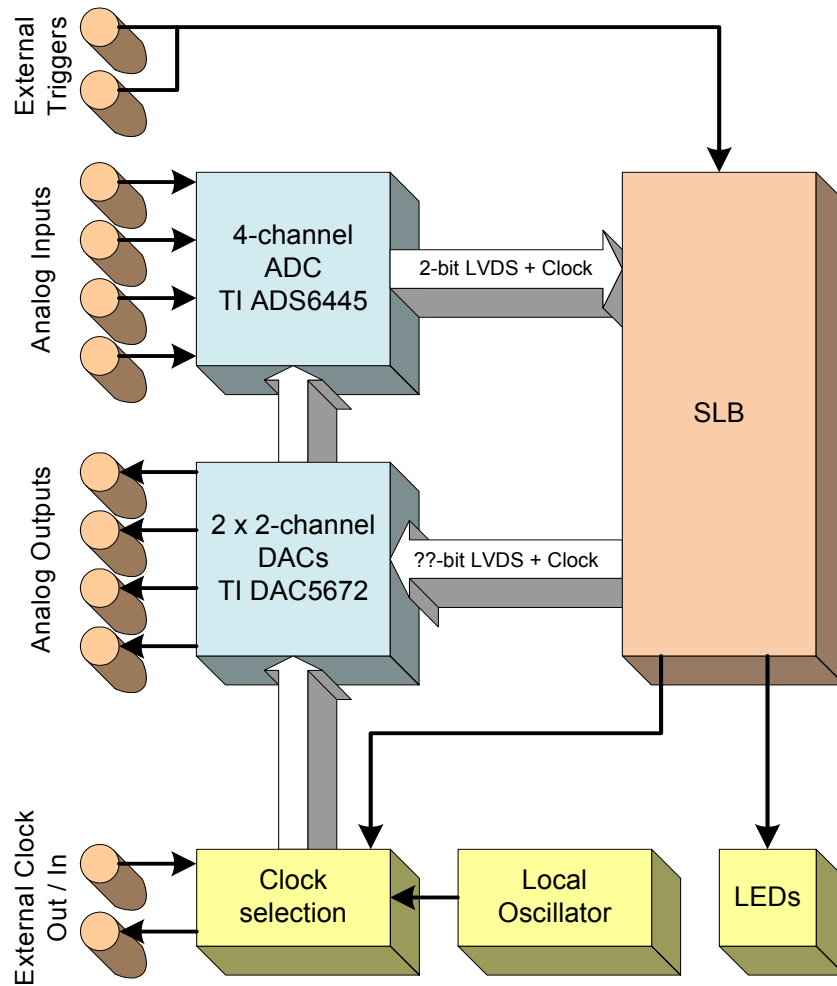 External
Triggers
Analog Inputs
4-channel
ADC
TI ADS6445
2-bit LVDS + Clock
SLB
Analog Outputs
2 x 2-channel
DACs
TI DAC5672
??-bit LVDS + Clock
External Clock
Out / In
Clock
selection
Local
Oscillator
LEDs